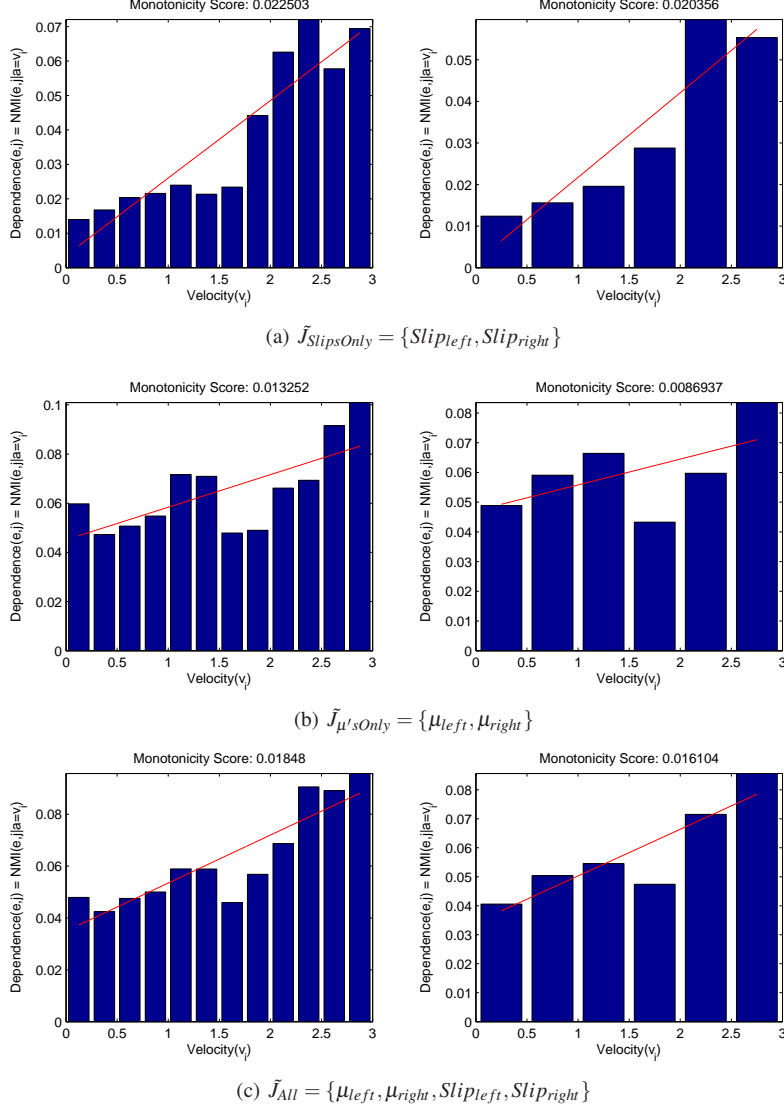 Monotonicity Score: 0.022503
0.07
0.06
0.05
0.04
0.03
0.02
0.01
0
Dependence(e,j) = NMI(e,j|a=v_i)
0 0.5 1 1.5 2 2.5 3
Velocity(v_i)
Monotonicity Score: 0.020356
0.05
0.04
0.03
0.02
0.01
0
Dependence(e,j) = NMI(e,j|a=v_i)
0 0.5 1 1.5 2 2.5 3
Velocity(v_i)
(a) J̃_SlipsOnly = {Slip_left, Slip_right}
Monotonicity Score: 0.013252
0.1
0.08
0.06
0.04
0.02
0
Dependence(e,j) = NMI(e,j|a=v_i)
0 0.5 1 1.5 2 2.5 3
Velocity(v_i)
Monotonicity Score: 0.0086937
0.08
0.07
0.06
0.05
0.04
0.03
0.02
0.01
0
Dependence(e,j) = NMI(e,j|a=v_i)
0 0.5 1 1.5 2 2.5 3
Velocity(v_i)
(b) J̃_μ'sOnly = {μ_left, μ_right}
Monotonicity Score: 0.01848
0.08
0.06
0.04
0.02
0
Dependence(e,j) = NMI(e,j|a=v_i)
0 0.5 1 1.5 2 2.5 3
Velocity(v_i)
Monotonicity Score: 0.016104
0.08
0.07
0.06
0.05
0.04
0.03
0.02
0.01
0
Dependence(e,j) = NMI(e,j|a=v_i)
0 0.5 1 1.5 2 2.5 3
Velocity(v_i)
(c) J̃_All = {μ_left, μ_right, Slip_left, Slip_right}